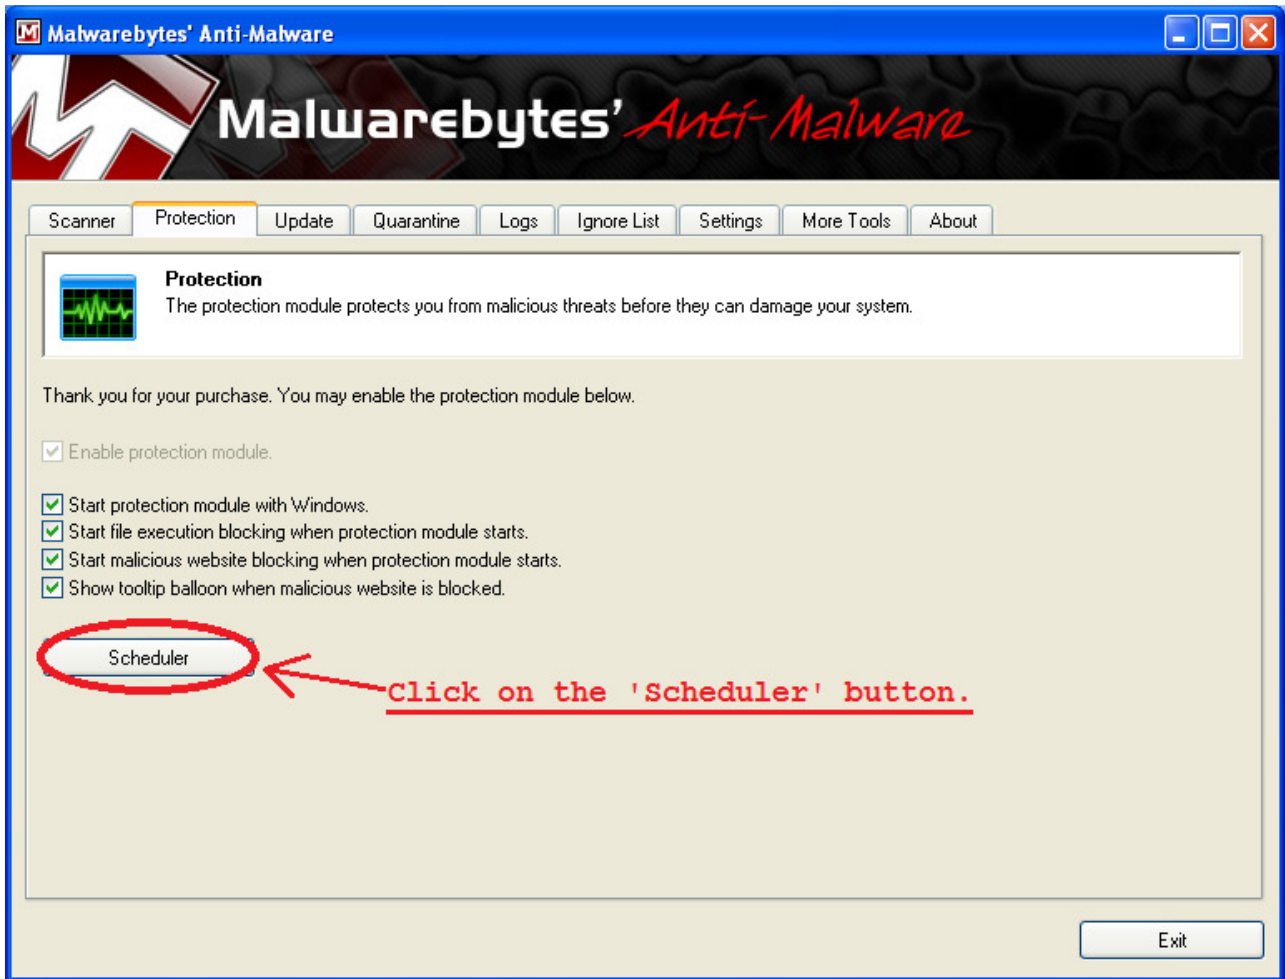 Malwarebytes' Anti-Malware
Malwarebytes' Anti-Malware
Scanner Protection Update Quarantine Logs Ignore List Settings More Tools About
Protection
The protection module protects you from malicious threats before they can damage your system.
Thank you for your purchase. You may enable the protection module below.
Enable protection module.
Start protection module with Windows.
Start file execution blocking when protection module starts.
Start malicious website blocking when protection module starts.
Show tooltip balloon when malicious website is blocked.
Scheduler
Click on the 'Scheduler' button.
Exit